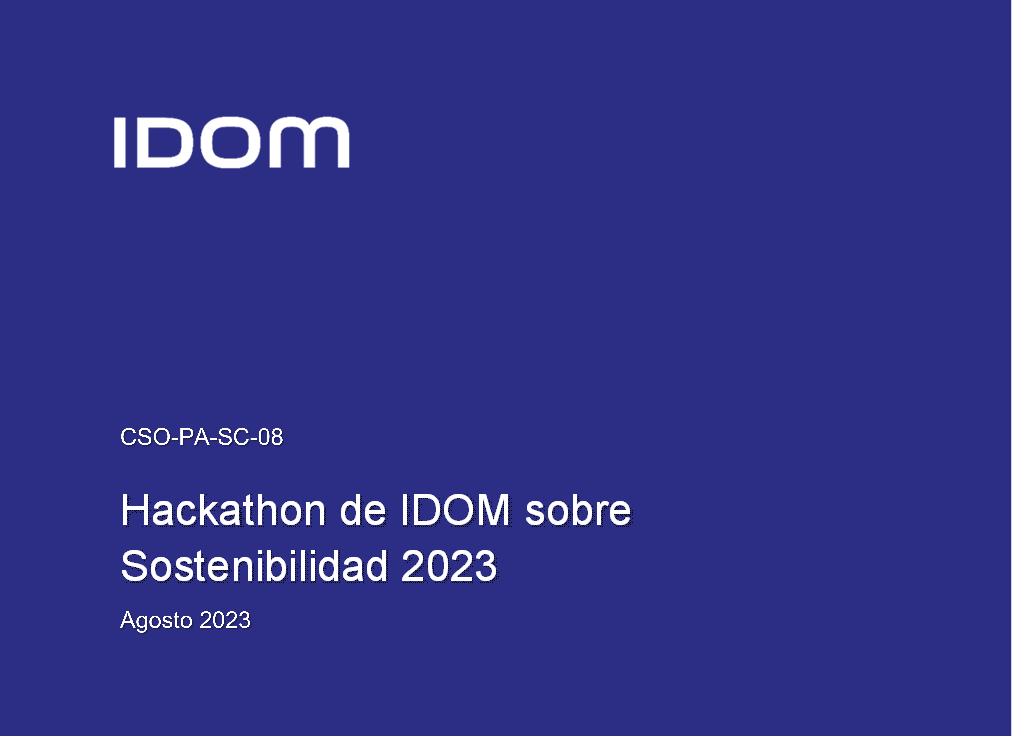 IDOM
CSO-PA-SC-08
Hackathon de IDOM sobre
Sostenibilidad 2023
Agosto 2023